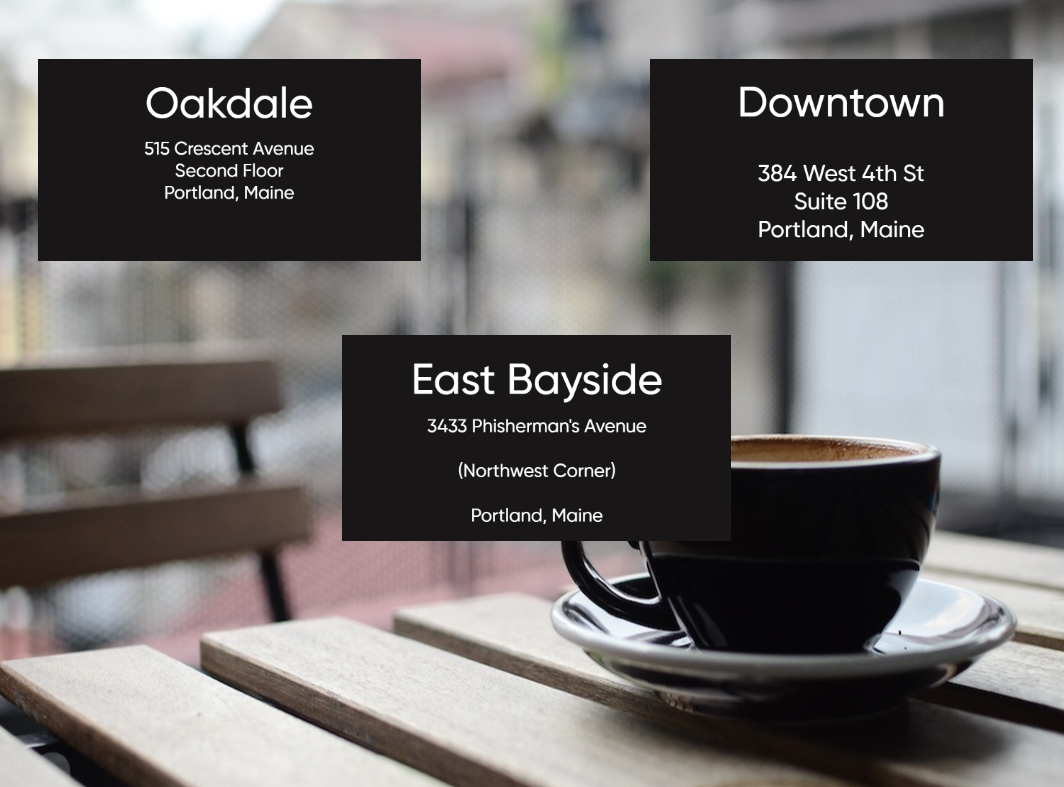 Oakdale
515 Crescent Avenue
Second Floor
Portland, Maine
Downtown
384 West 4th St
Suite 108
Portland, Maine
East Bayside
3433 Phisherman's Avenue
(Northwest Corner)
Portland, Maine